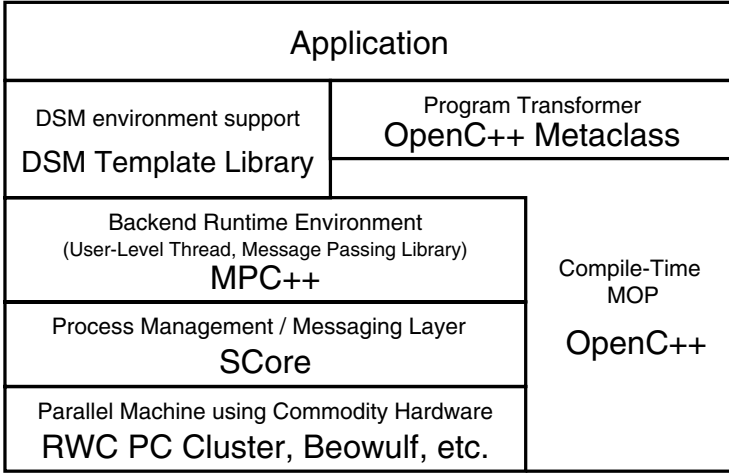 Application
DSM environment support
DSM Template Library
Program Transformer
OpenC++ Metaclass
Backend Runtime Environment
(User-Level Thread, Message Passing Library)
MPC++
Process Management / Messaging Layer
SCore
Parallel Machine using Commodity Hardware
RWC PC Cluster, Beowulf, etc.
Compile-Time
MOP
OpenC++